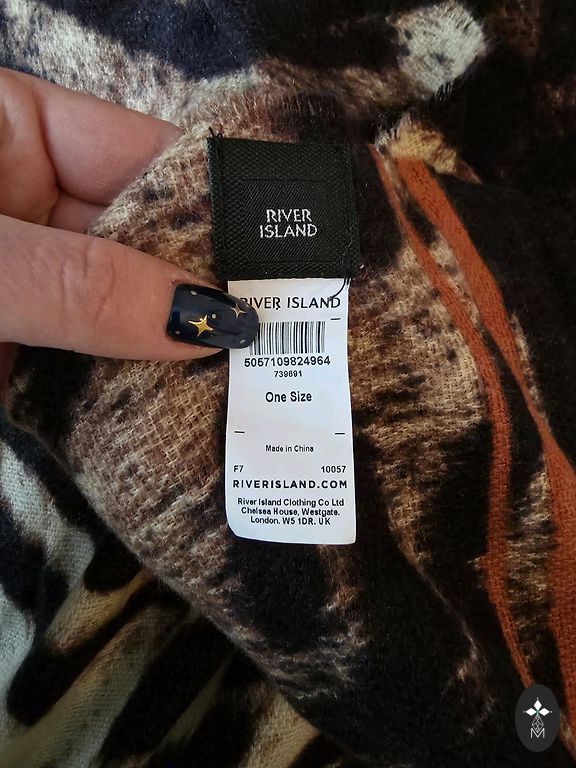 RIVER
ISLAND
RIVER ISLAND
5057109824964
739691
One Size
Made in China
F7 10057
RIVERISLAND.COM
River Island Clothing Co Ltd
Chelsea House, Westgate.
London. W5 1DR. UK
M